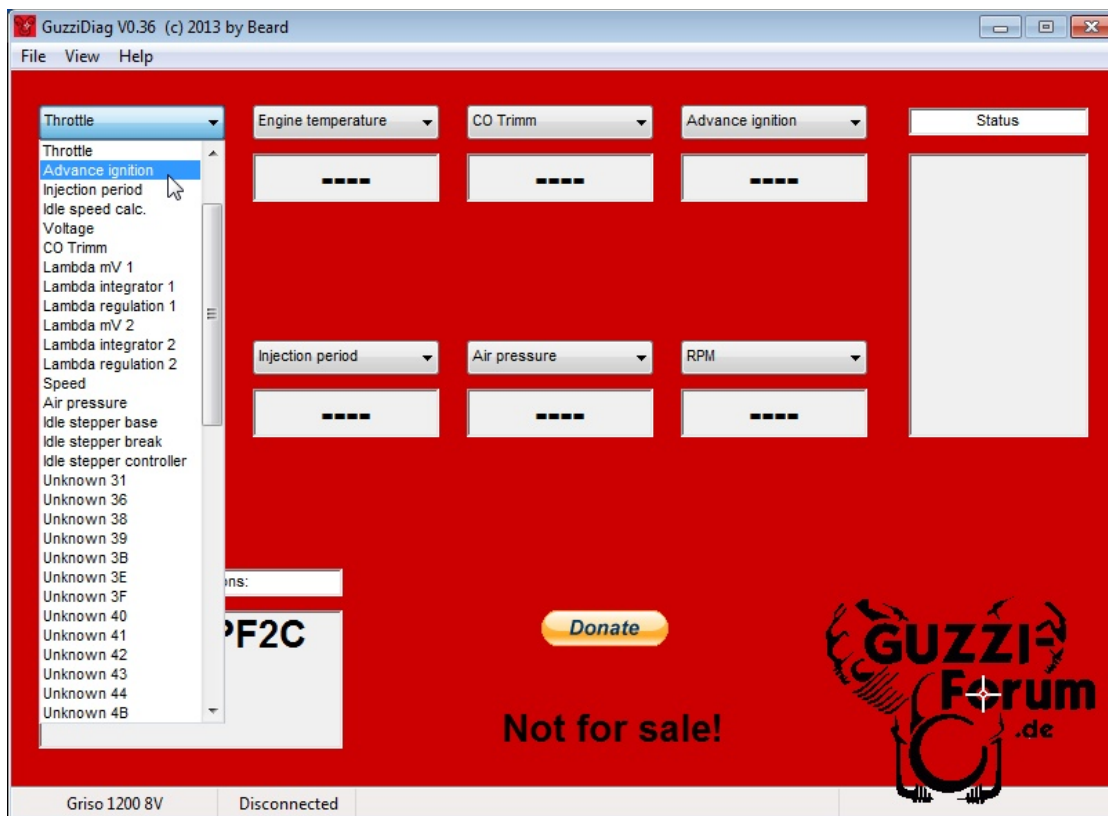 GuzziDiag V0.36 (c) 2013 by Beard
File View Help
Throttle
Engine temperature
CO Trimm
Advance ignition
Status
----
----
----
Throttle
Advance ignition
Injection period
Idle speed calc.
Voltage
CO Trimm
Lambda mV 1
Lambda integrator 1
Lambda regulation 1
Lambda mV 2
Lambda integrator 2
Lambda regulation 2
Speed
Air pressure
Idle stepper base
Idle stepper break
Idle stepper controller
Unknown 31
Unknown 36
Unknown 38
Unknown 39
Unknown 3B
Unknown 3E
Unknown 3F
Unknown 40
Unknown 41
Unknown 42
Unknown 43
Unknown 44
Unknown 4B
Injection period
Air pressure
RPM
----
----
----
ons:
PF2C
Donate
Not for sale!
GUZZI-
Forum
.de
Griso 1200 8V
Disconnected